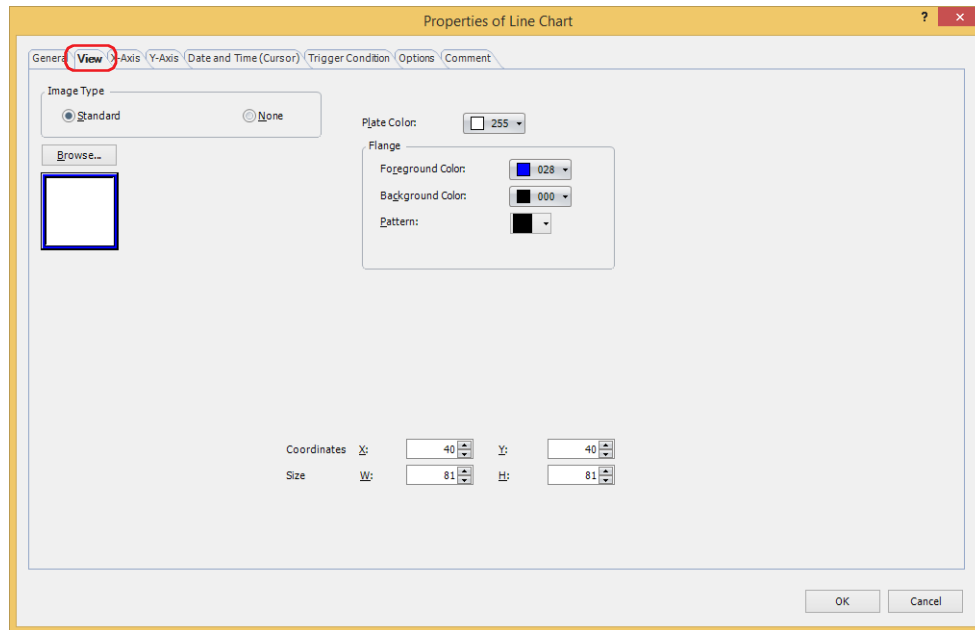 Properties of Line Chart
?
General View X-Axis Y-Axis Date and Time (Cursor) Trigger Condition Options Comment
Image Type
Standard None
Browse...
Plate Color: 255
Flange
Foreground Color: 028
Background Color: 000
Pattern:
Coordinates X: 40 Y: 40
Size W: 81 H: 81
OK Cancel